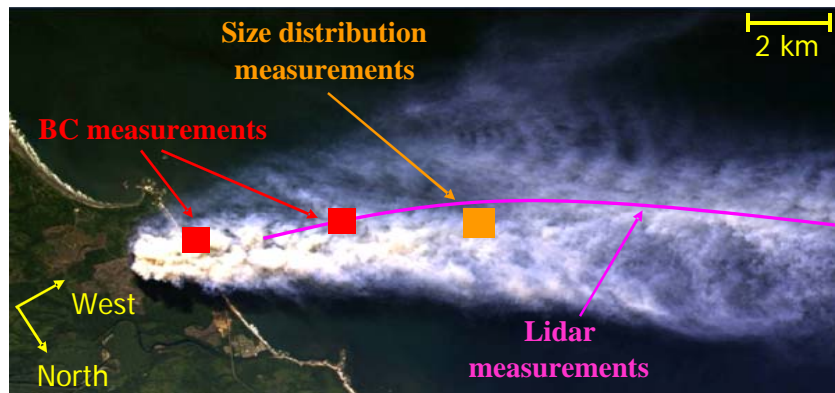 Size distribution
measurements
2 km
BC measurements
West
North
Lidar
measurements